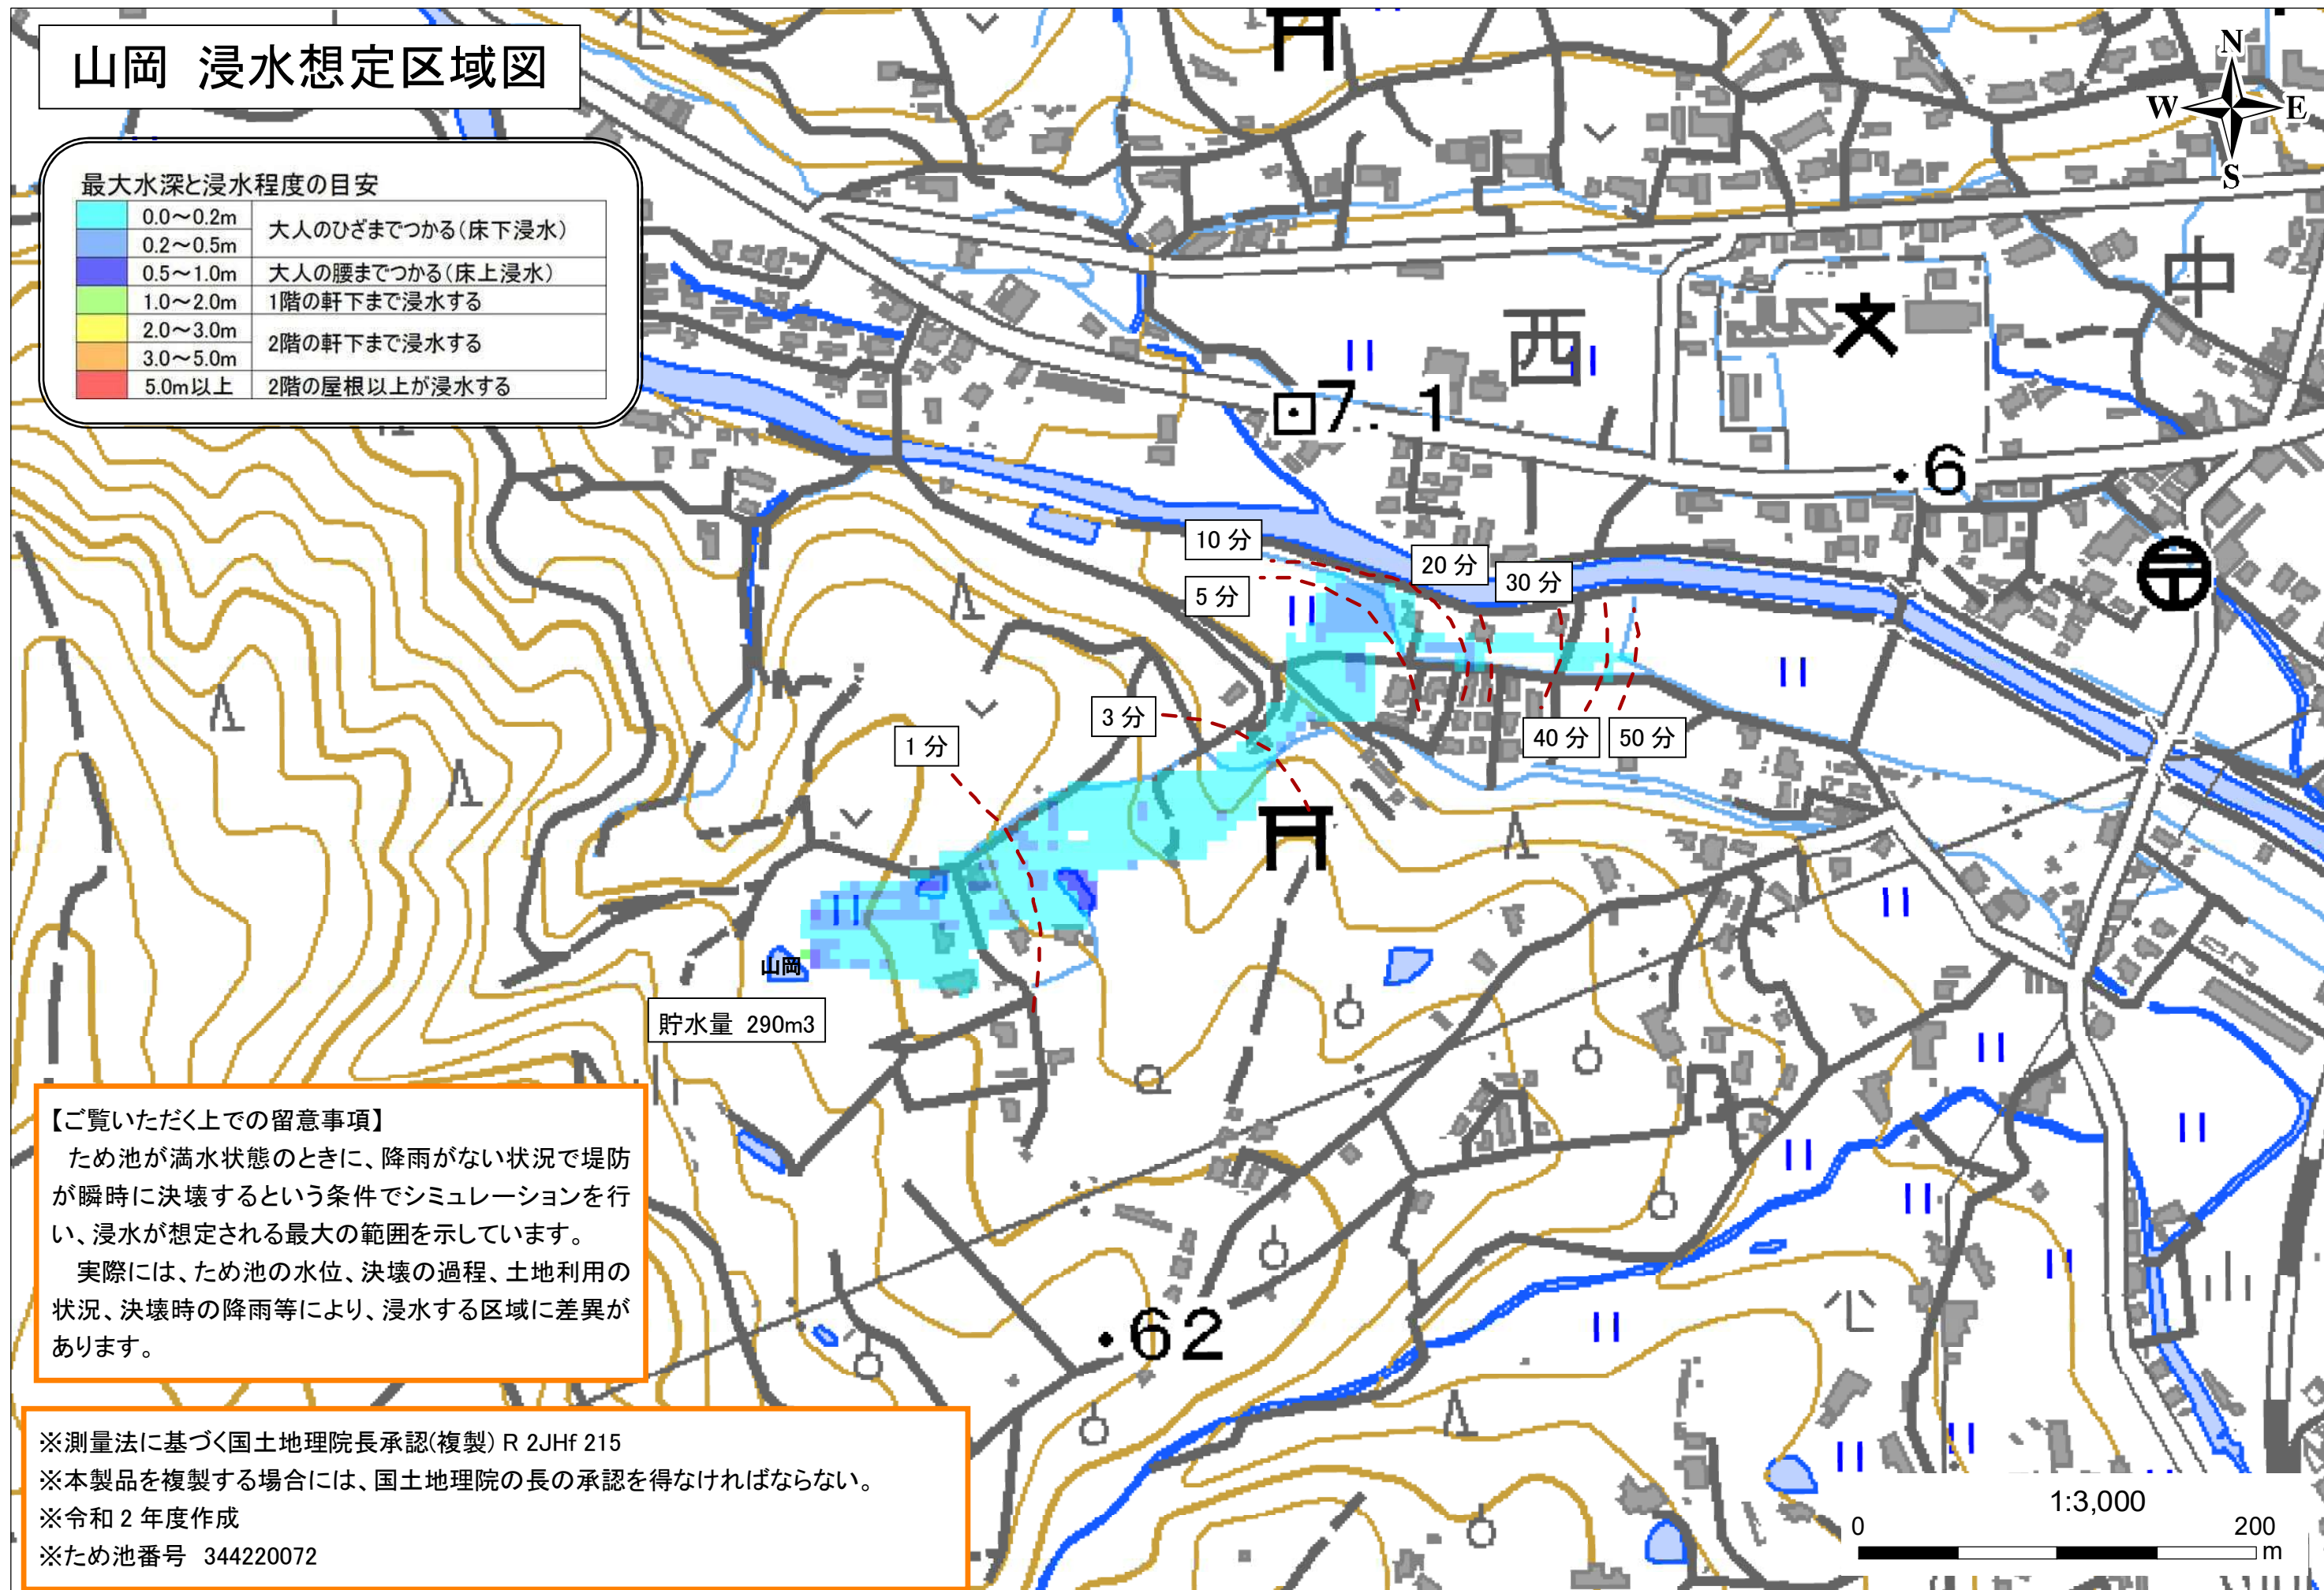 山岡 浸水想定区域図
N
W
E
S
最大水深と浸水程度の目安
0.0～0.2m
大人のひざまでつかる（床下浸水）
0.2～0.5m
0.5～1.0m 大人の腰までつかる（床上浸水）
1.0～2.0m 1階の軒下まで浸水する
2.0～3.0m
2階の軒下まで浸水する
3.0～5.0m
5.0m以上 2階の屋根以上が浸水する
中
西
文
7.1
6
10 分
20 分
30 分
5 分
3 分
1 分
40 分
50 分
山岡
貯水量 290m3
62
【ご覧いただく上での留意事項】
ため池が満水状態のときに、降雨がない状況で堤防
が瞬時に決壊するという条件でシミュレーションを行
い、浸水が想定される最大の範囲を示しています。
実際には、ため池の水位、決壊の過程、土地利用の
状況、決壊時の降雨等により、浸水する区域に差異が
あります。
※測量法に基づく国土地理院長承認(複製) R 2JHf 215
※本製品を複製する場合には、国土地理院の長の承認を得なければならない。
※令和 2 年度作成
※ため池番号 344220072
1:3,000
0 200
m